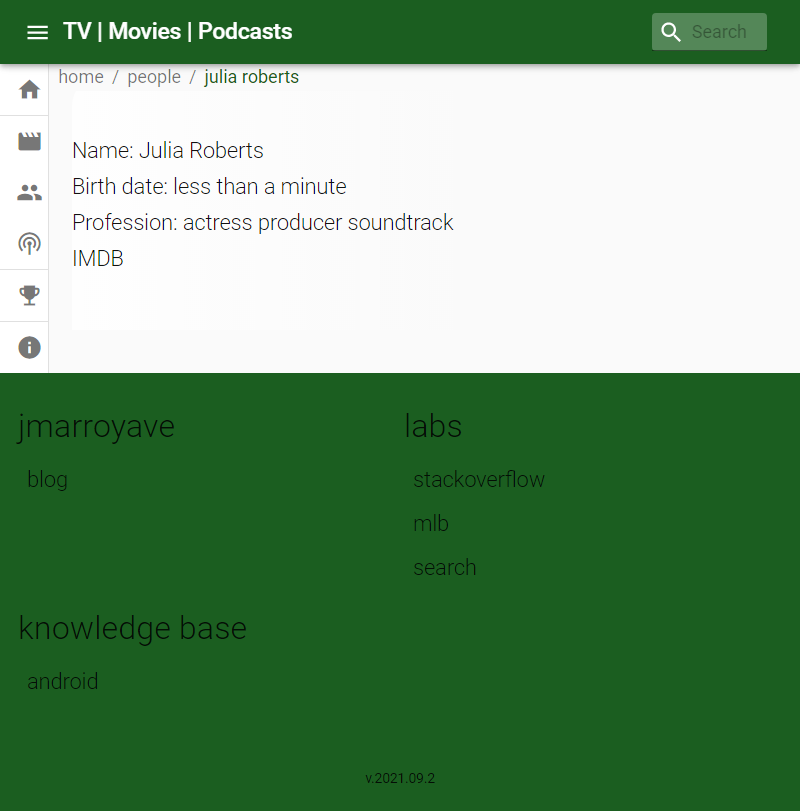 TV | Movies | Podcasts
Search
home / people / julia roberts
Name: Julia Roberts
Birth date: less than a minute
Profession: actress producer soundtrack
IMDB
jmarroyave
blog
labs
stackoverflow
mlb
search
knowledge base
android
v.2021.09.2